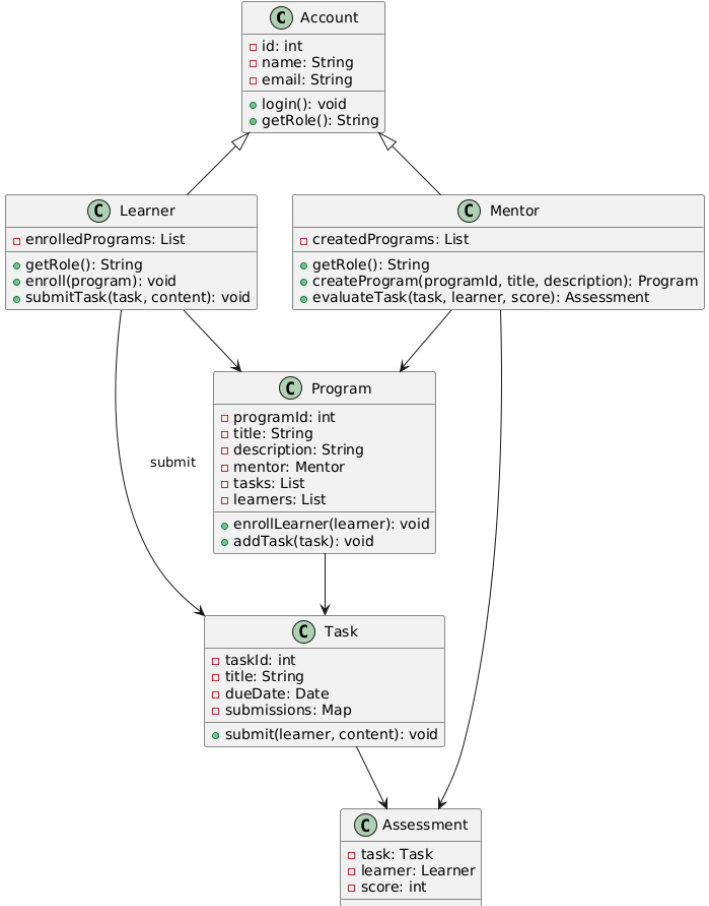 C Account
id: int
name: String
email: String
login(): void
getRole(): String
C Learner
enrolledPrograms: List
getRole(): String
enroll(program): void
submitTask(task, content): void
C Mentor
createdPrograms: List
getRole(): String
createProgram(programId, title, description): Program
evaluateTask(task, learner, score): Assessment
submit
C Program
programId: int
title: String
description: String
mentor: Mentor
tasks: List
learners: List
enrollLearner(learner): void
addTask(task): void
C Task
taskId: int
title: String
dueDate: Date
submissions: Map
submit(learner, content): void
C Assessment
task: Task
learner: Learner
score: int